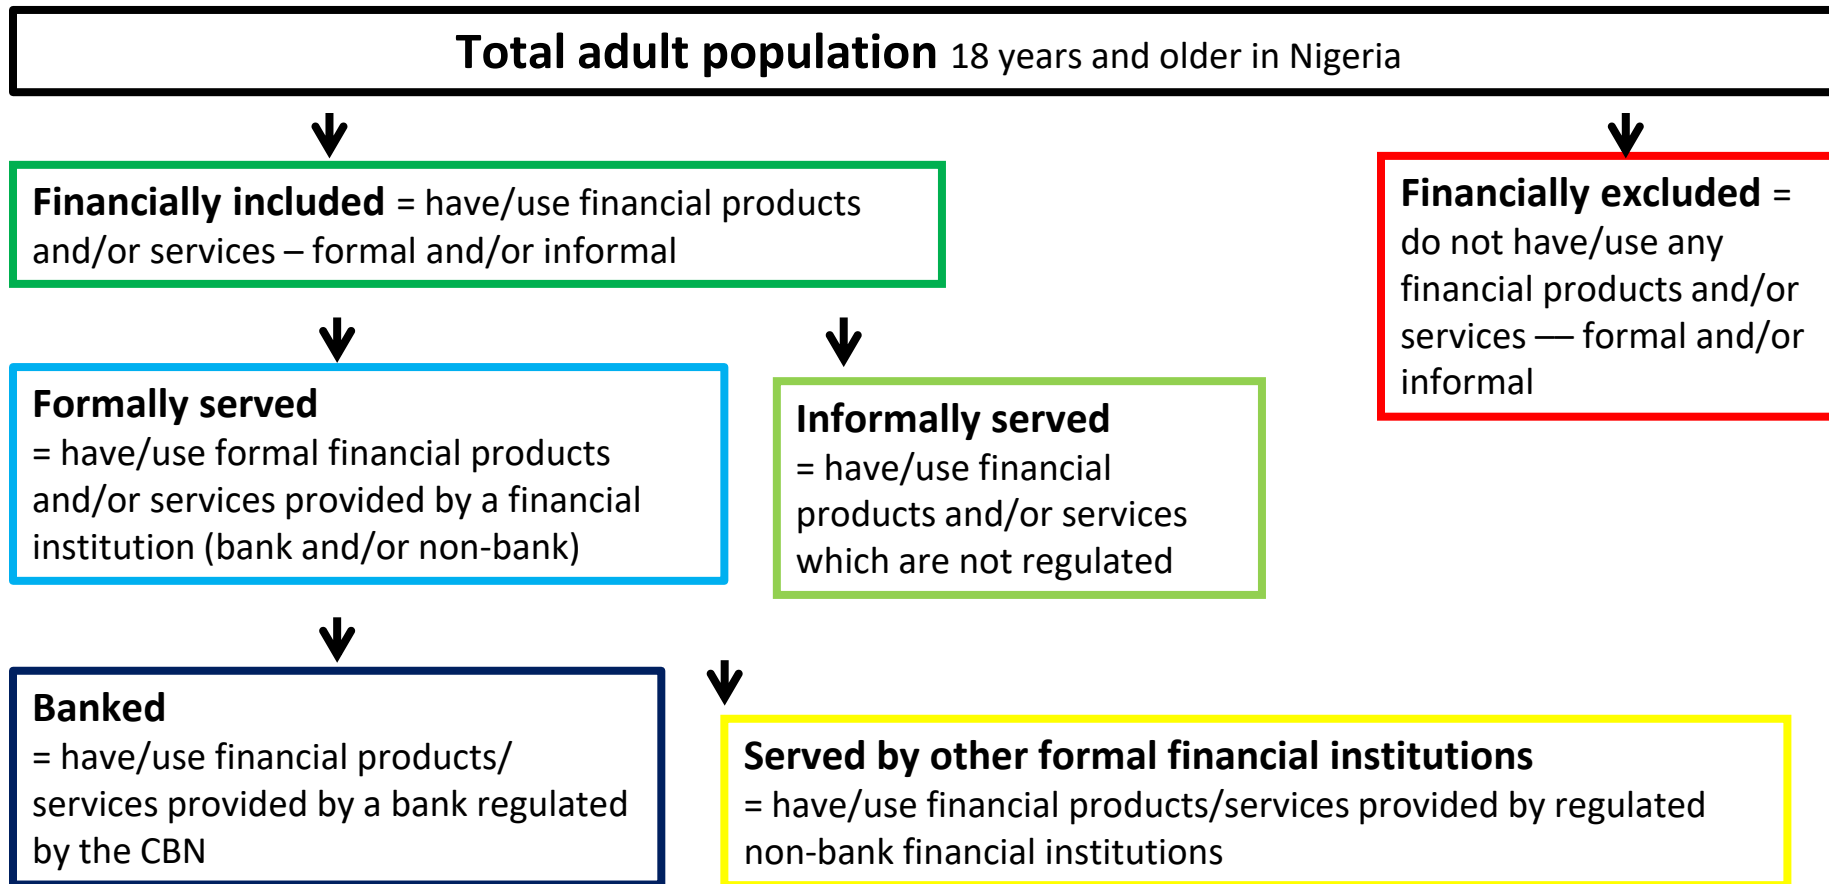 Total adult population 18 years and older in Nigeria
Financially included = have/use financial products
and/or services – formal and/or informal
Financially excluded =
do not have/use any
financial products and/or
services — formal and/or
informal
Formally served
= have/use formal financial products
and/or services provided by a financial
institution (bank and/or non-bank)
Informally served
= have/use financial
products and/or services
which are not regulated
Banked
= have/use financial products/
services provided by a bank regulated
by the CBN
Served by other formal financial institutions
= have/use financial products/services provided by regulated
non-bank financial institutions